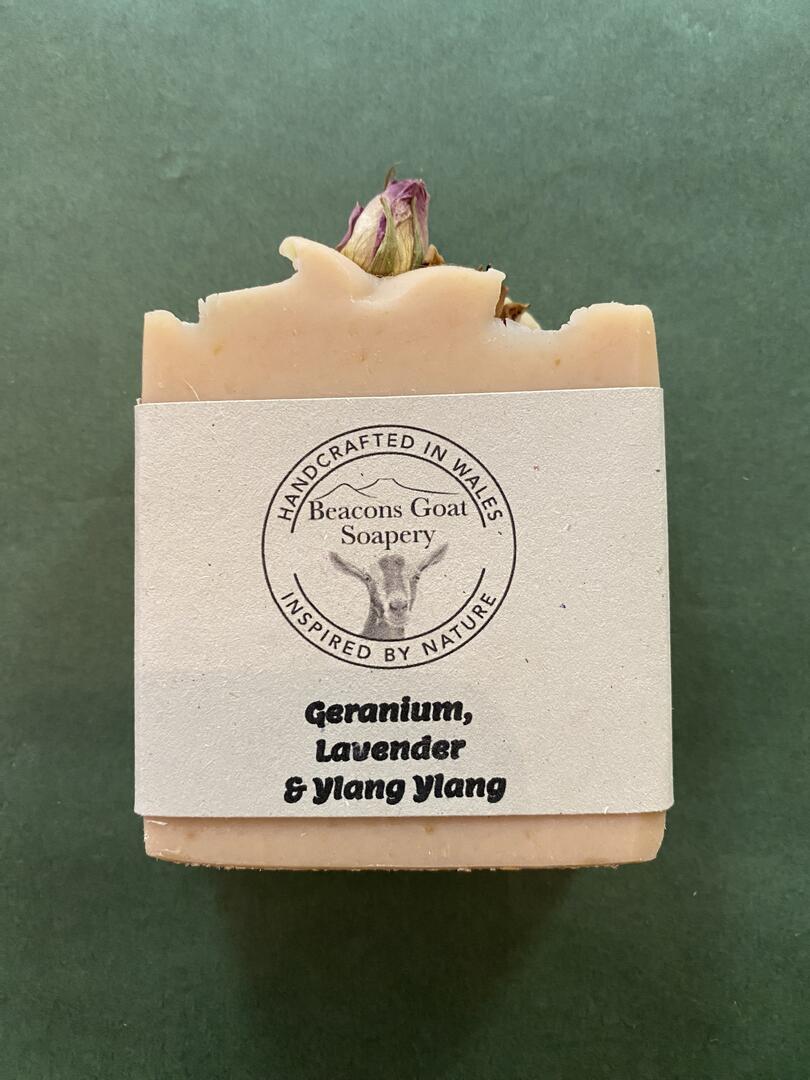 HANDCRAFTED IN WALES
Beacons Goat
Soapery
INSPIRED BY NATURE
Geranium,
Lavender
& Ylang Ylang